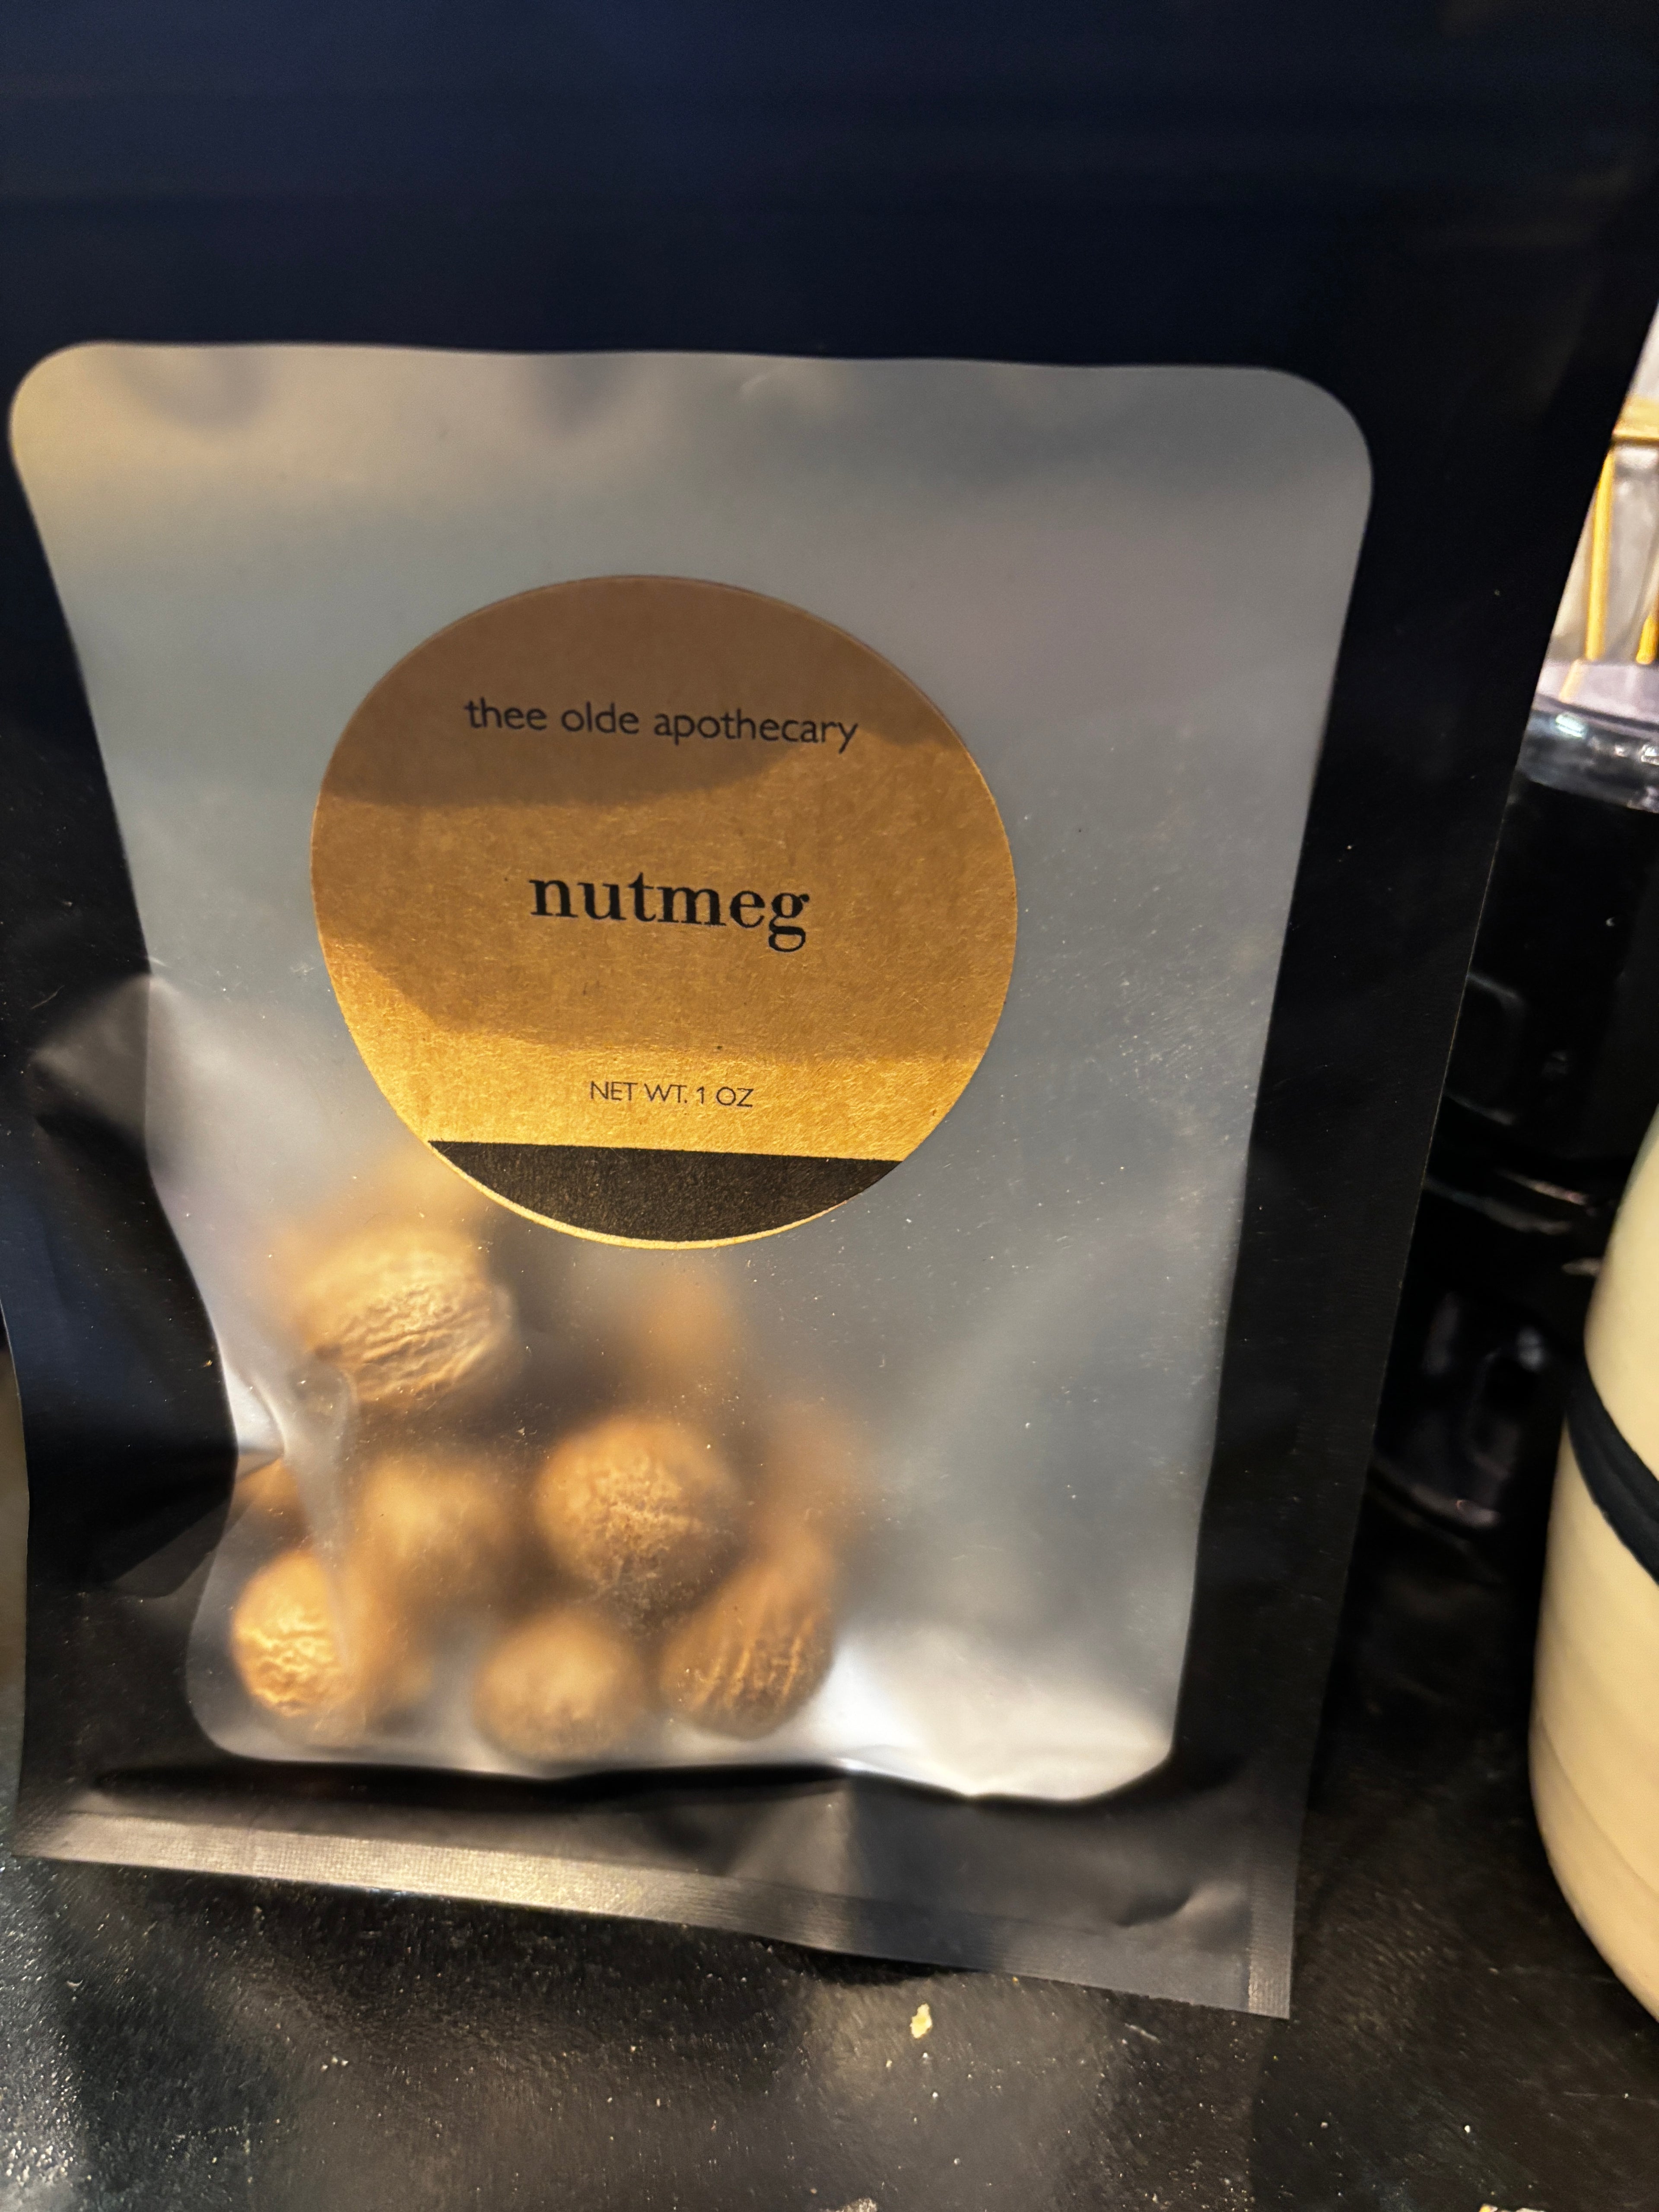 thee olde apothecary
nutmeg
NET WT. 1 OZ